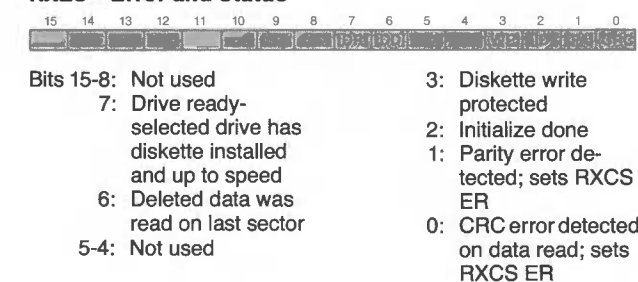 15 14 13 12 11 10 9 8 7 6 5 4 3 2 1 0
Bits 15-8: Not used
7: Drive ready-
selected drive has
diskette installed
and up to speed
6: Deleted data was
read on last sector
5-4: Not used
3: Diskette write
protected
2: Initialize done
1: Parity error de-
tected; sets RXCS
ER
0: CRC error detected
on data read; sets
RXCS ER